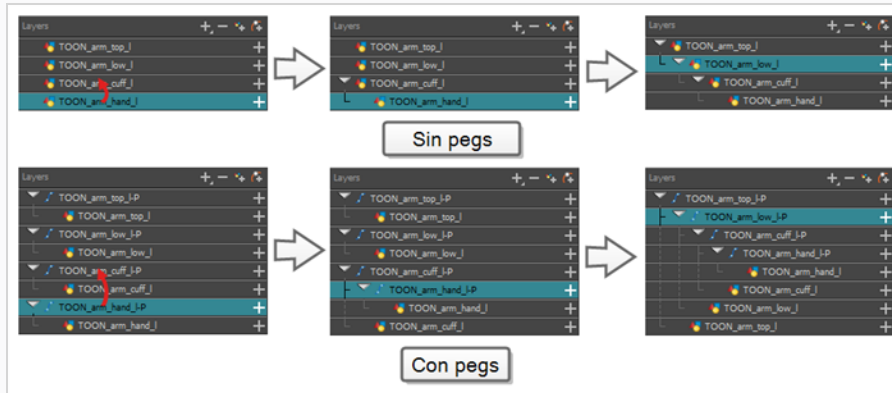 Layers
TOON_arm_top_l
TOON_arm_low_l
TOON_arm_cuff_l
TOON_arm_hand_l
Layers
TOON_arm_top_l
TOON_arm_low_l
TOON_arm_cuff_l
TOON_arm_hand_l
Layers
TOON_arm_top_l
TOON_arm_low_l
TOON_arm_cuff_l
TOON_arm_hand_l
Sin pegs
Layers
TOON_arm_top_l-P
TOON_arm_top_l
TOON_arm_low_l-P
TOON_arm_low_l
TOON_arm_cuff_l-P
TOON_arm_cuff_l
TOON_arm_hand_l-P
TOON_arm_hand_l
Layers
TOON_arm_top_l-P
TOON_arm_top_l
TOON_arm_low_l-P
TOON_arm_low_l
TOON_arm_cuff_l-P
TOON_arm_hand_l-P
TOON_arm_hand_l
TOON_arm_cuff_l
Layers
TOON_arm_top_l-P
TOON_arm_low_l-P
TOON_arm_cuff_l-P
TOON_arm_hand_l-P
TOON_arm_hand_l
TOON_arm_cuff_l
TOON_arm_low_l
TOON_arm_top_l
Con pegs